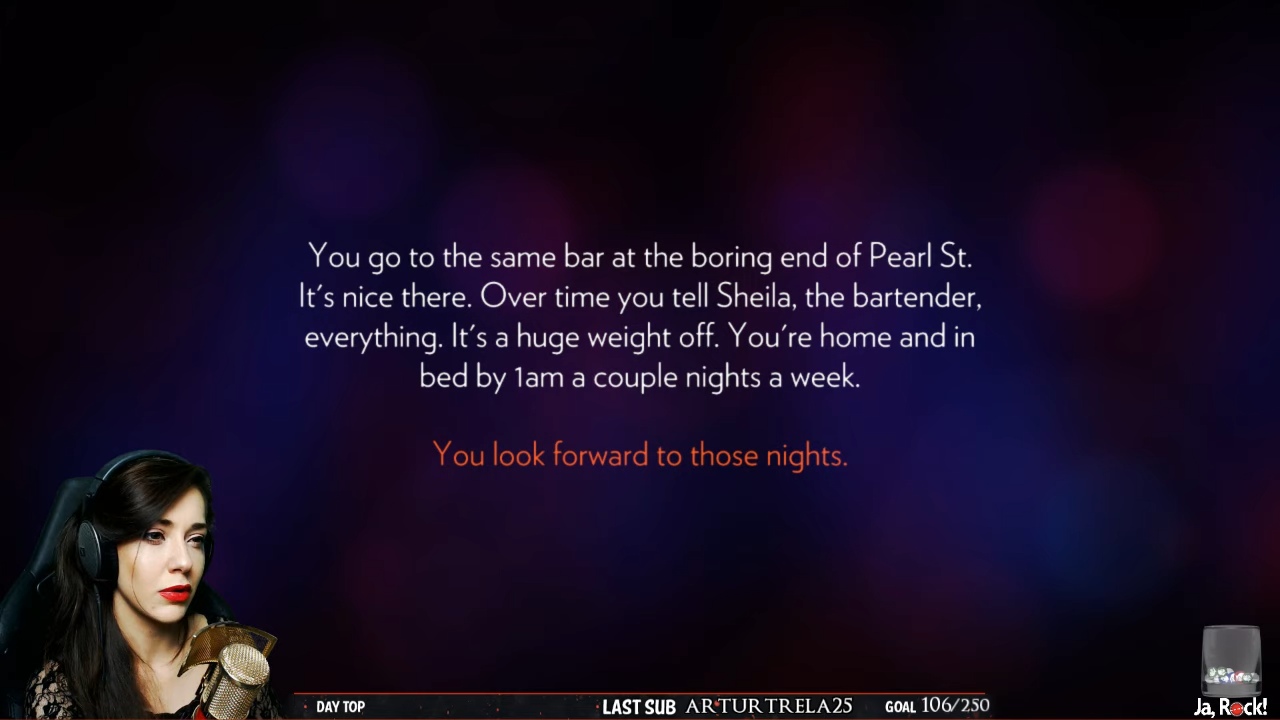 You go to the same bar at the boring end of Pearl St.
It's nice there. Over time you tell Sheila, the bartender,
everything. It's a huge weight off. You're home and in
bed by 1am a couple nights a week.
You look forward to those nights.
DAY TOP LAST SUB ARTURTRELA25 GOAL 106/250
Ja, Rock!